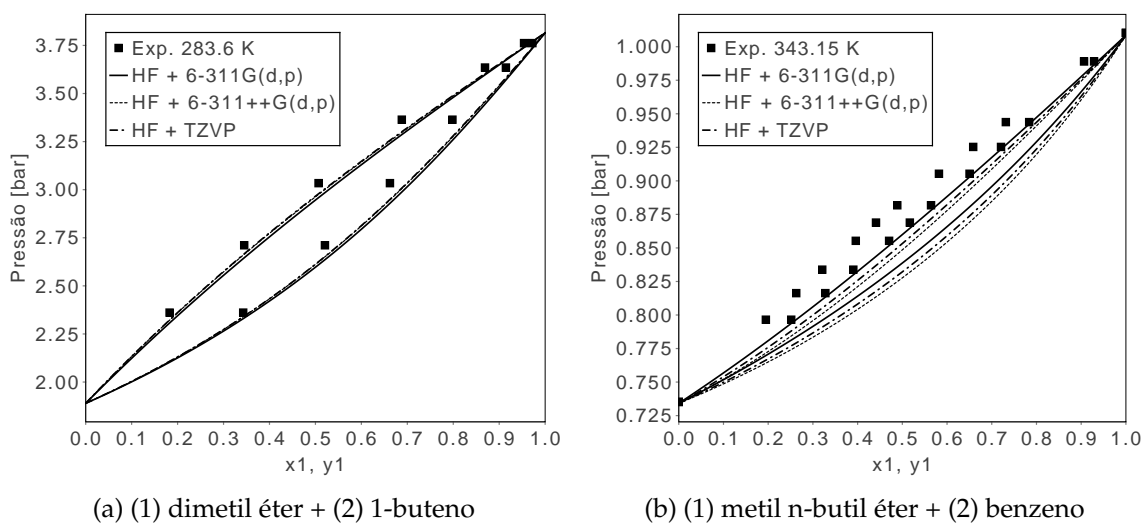 3.75
3.50
3.25
3.00
2.75
2.50
2.25
2.00
Pressão [bar]
Exp. 283.6 K
HF + 6-311G(d,p)
HF + 6-311++G(d,p)
HF + TZVP
0.0 0.1 0.2 0.3 0.4 0.5 0.6 0.7 0.8 0.9 1.0
x1, y1
(a) (1) dimetil éter + (2) 1-buteno
1.000
0.975
0.950
0.925
0.900
0.875
0.850
0.825
0.800
0.775
0.750
0.725
Pressão [bar]
Exp. 343.15 K
HF + 6-311G(d,p)
HF + 6-311++G(d,p)
HF + TZVP
0.0 0.1 0.2 0.3 0.4 0.5 0.6 0.7 0.8 0.9 1.0
x1, y1
(b) (1) metil n-butil éter + (2) benzeno